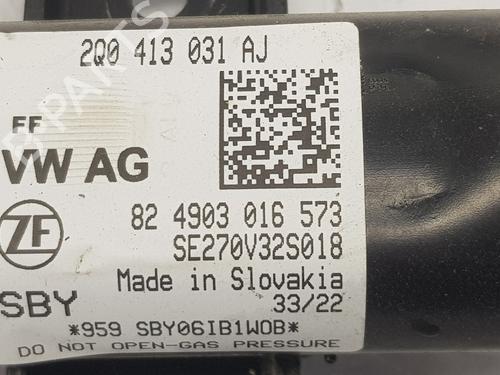 2Q0 413 031 AJ
FF
VW AG
82 4903 016 573
ZF
SE270V32S018
Made in Slovakia
SBY
33/22
*959 SBY06IB1WOB*
DO NOT OPEN-GAS PRESSURE